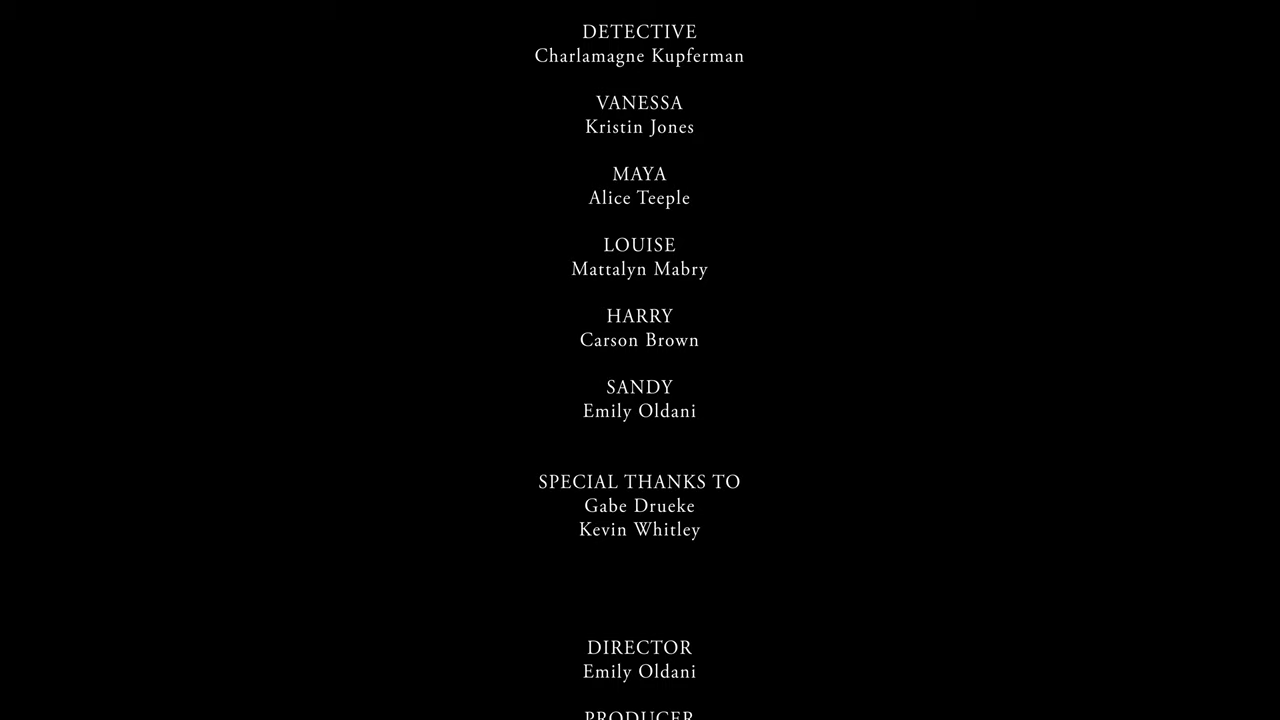 DETECTIVE
Charlamagne Kupferman
VANESSA
Kristin Jones
MAYA
Alice Teeple
LOUISE
Mattalyn Mabry
HARRY
Carson Brown
SANDY
Emily Oldani
SPECIAL THANKS TO
Gabe Drueke
Kevin Whitley
DIRECTOR
Emily Oldani
PRODUCER